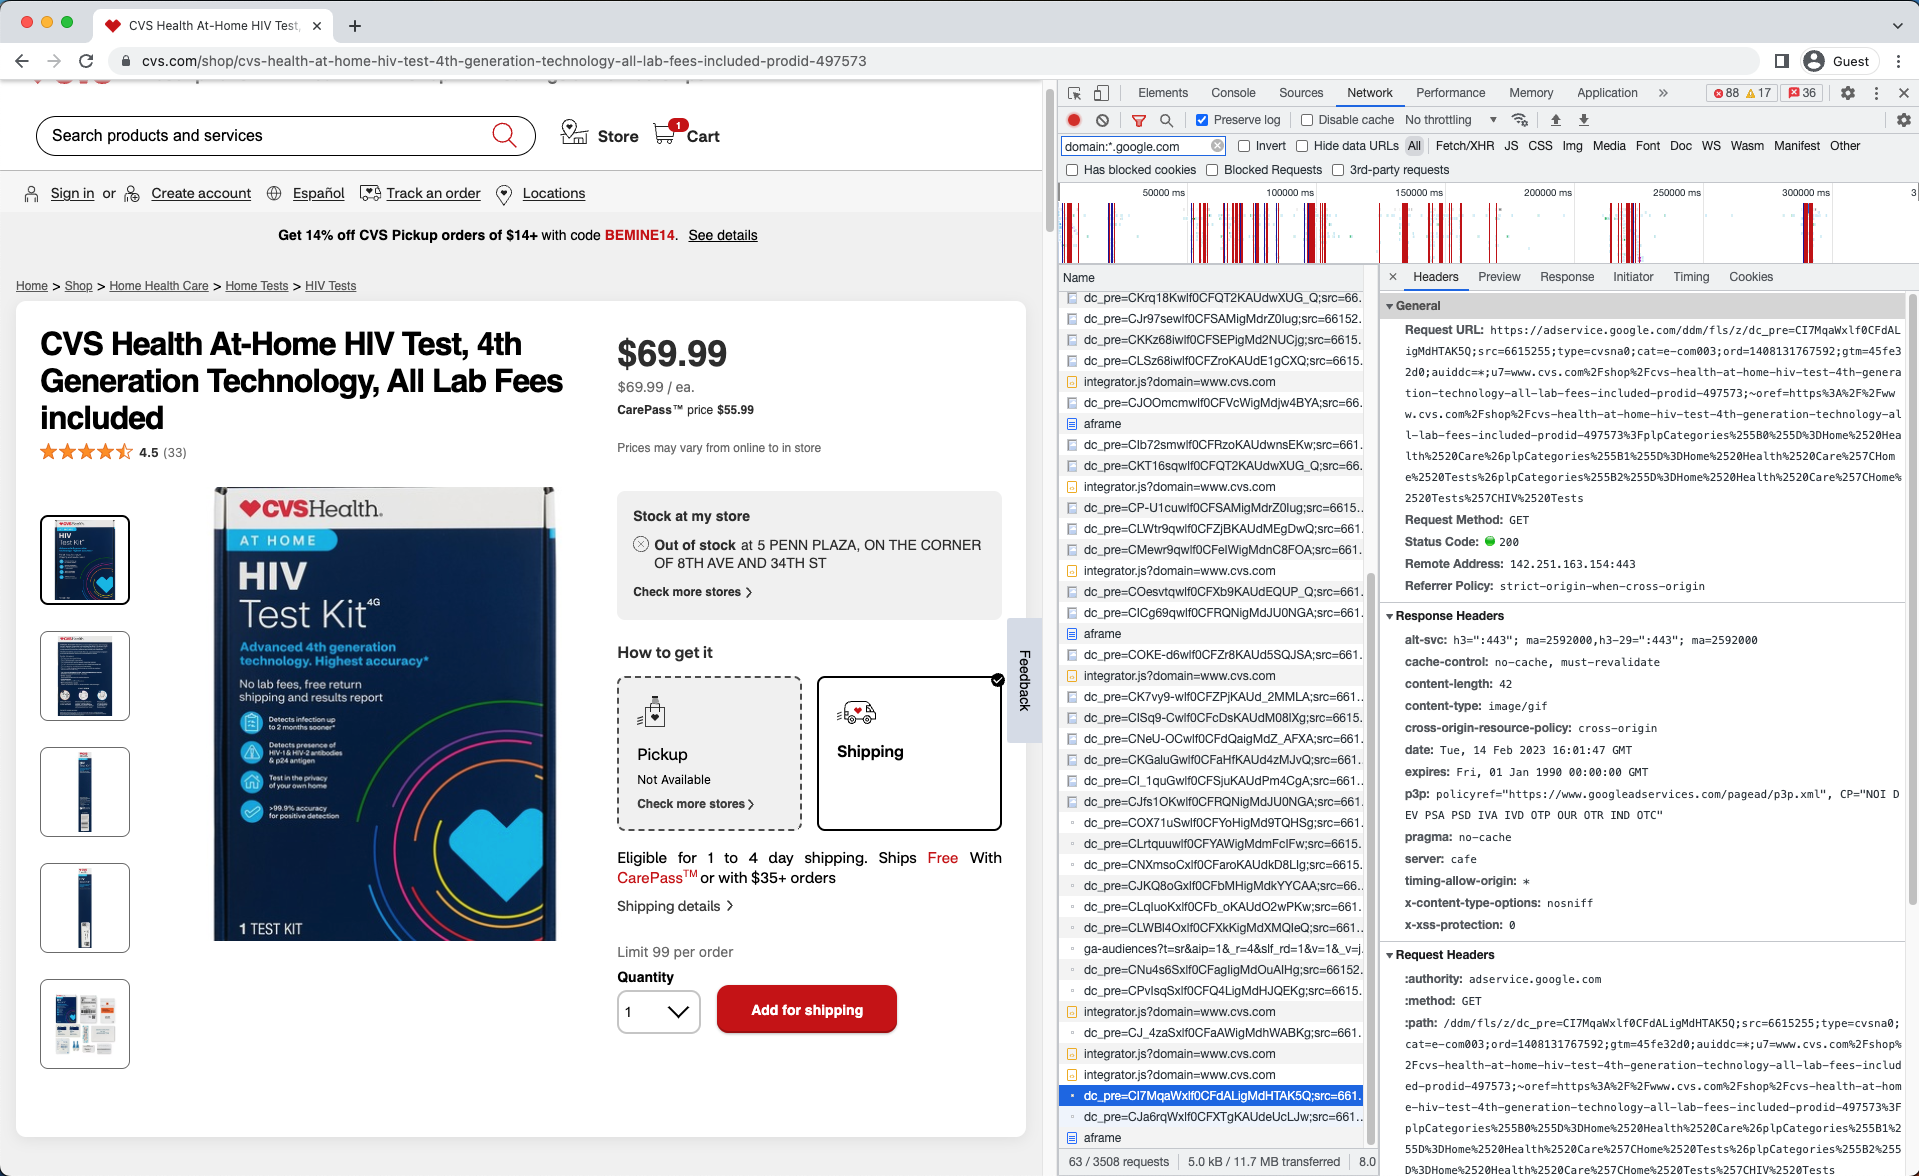 CVS Health At-Home HIV Test,
cvs.com/shop/cvs-health-at-home-hiv-test-4th-generation-technology-all-lab-fees-included-prodid-497573
Guest
Search products and services
Store
1
Cart
Sign in or Create account
Español
Track an order
Locations
Get 14% off CVS Pickup orders of $14+ with code BEMINE14. See details
Home > Shop > Home Health Care > Home Tests > HIV Tests
CVS Health At-Home HIV Test, 4th
Generation Technology, All Lab Fees
included
4.5 (33)
$69.99
$69.99 / ea.
CarePass™ price $55.99
Prices may vary from online to in store
Stock at my store
Out of stock at 5 PENN PLAZA, ON THE CORNER
OF 8TH AVE AND 34TH ST
Check more stores
How to get it
Pickup
Not Available
Check more stores
Shipping
Eligible for 1 to 4 day shipping. Ships Free With
CarePass™ or with $35+ orders
Shipping details
Limit 99 per order
Quantity
1
Add for shipping
Feedback
CVSHealth.
AT HOME
HIV
Test Kit4G
Advanced 4th generation
technology. Highest accuracy*
No lab fees, free return
shipping and results report
Detects infection up
to 2 months sooner*
Detects presence of
HIV-1 & HIV-2 antibodies
& p24 antigen
Test in the privacy
of your own home
>99.9% accuracy
for positive detection
1 TEST KIT
Elements Console Sources Network Performance Memory Application
88 17 36
Preserve log Disable cache No throttling
domain:*.google.com
Invert Hide data URLs All Fetch/XHR JS CSS Img Media Font Doc WS Wasm Manifest Other
Has blocked cookies Blocked Requests 3rd-party requests
50000 ms 100000 ms 150000 ms 200000 ms 250000 ms 300000 ms 3
Name
dc_pre=CKrq18Kwlf0CFQT2KAUdwXUG_Q;src=66.
dc_pre=CJr97sewlf0CFSAMigMdrZ0Iug;src=66152.
dc_pre=CKKz68iwlf0CFSEPigMd2NUCjg;src=6615.
dc_pre=CLSz68iwlf0CFZroKAUdE1gCXQ;src=6615.
integrator.js?domain=www.cvs.com
dc_pre=CJOOmcmwlf0CFVcWigMdjw4BYA;src=66.
aframe
dc_pre=CIb72smwlf0CFRzoKAUdwnsEKw;src=661.
dc_pre=CKT16sqwlf0CFQT2KAUdwXUG_Q;src=66.
integrator.js?domain=www.cvs.com
dc_pre=CP-U1cuwlf0CFSAMigMdrZ0Iug;src=6615.
dc_pre=CLWtr9qwlf0CFZjBKAUdMEgDwQ;src=661.
dc_pre=CMewr9qwlf0CFeIWigMdnC8FOA;src=661.
integrator.js?domain=www.cvs.com
dc_pre=COesvtqwlf0CFXb9KAUdEQUP_Q;src=661.
dc_pre=CICg69qwlf0CFRQNigMdJU0NGA;src=661.
aframe
dc_pre=COKE-d6wlf0CFZr8KAUd5SQJSA;src=661.
integrator.js?domain=www.cvs.com
dc_pre=CK7vy9-wlf0CFZPjKAUd_2MMLA;src=661.
dc_pre=CISq9-Cwlf0CFcDsKAUdM08IXg;src=6615.
dc_pre=CNeU-OCwlf0CFdQaigMdZ_AFXA;src=661.
dc_pre=CKGaluGwlf0CFaHfKAUd4zMJvQ;src=661.
dc_pre=CI_1quGwlf0CFSjuKAUdPm4CgA;src=661..
dc_pre=CJfs1OKwlf0CFRQNigMdJU0NGA;src=661..
dc_pre=COX71uSwlf0CFYoHigMd9TQHSg;src=661..
dc_pre=CLrtquuwlf0CFYAWigMdmFcIFw;src=6615..
dc_pre=CNXmsoCxlf0CFaroKAUdkD8LIg;src=6615..
dc_pre=CJKQ8oGxlf0CFbMHigMdkYYCAA;src=66..
dc_pre=CLqIuoKxlf0CFb_oKAUdO2wPKw;src=661..
dc_pre=CLWBl4Oxlf0CFXkKigMdXMQIeQ;src=661..
ga-audiences?t=sr&aip=1&_r=4&slf_rd=1&v=1&_v=j.
dc_pre=CNu4s6Sxlf0CFagIigMdOuAIHg;src=66152.
dc_pre=CPvIsqSxlf0CFQ4LigMdHJQEKg;src=6615.
integrator.js?domain=www.cvs.com
dc_pre=CJ_4zaSxlf0CFaAWigMdhWABKg;src=661.
integrator.js?domain=www.cvs.com
integrator.js?domain=www.cvs.com
dc_pre=CI7MqaWxlf0CFdALigMdHTAK5Q;src=661.
dc_pre=CJa6rqWxlf0CFXTgKAUdeUcLJw;src=661..
aframe
63 / 3508 requests 5.0 kB / 11.7 MB transferred 8.0
Headers Preview Response Initiator Timing Cookies
General
Request URL: https://adservice.google.com/ddm/fls/z/dc_pre=CI7MqaWxlf0CFdAL
igMdHTAK5Q;src=6615255;type=cvsna0;cat=e-com003;ord=1408131767592;gtm=45fe3
2d0;auiddc=*;u7=www.cvs.com%2Fshop%2Fcvs-health-at-home-hiv-test-4th-genera
tion-technology-all-lab-fees-included-prodid-497573;~oref=https%3A%2F%2Fww
w.cvs.com%2Fshop%2Fcvs-health-at-home-hiv-test-4th-generation-technology-al
l-lab-fees-included-prodid-497573%3FplpCategories%255B0%255D%3DHome%2520Hea
lth%2520Care%26plpCategories%255B1%255D%3DHome%2520Health%2520Care%257CHom
e%2520Tests%26plpCategories%255B2%255D%3DHome%2520Health%2520Care%257CHome%
2520Tests%257CHIV%2520Tests
Request Method: GET
Status Code: 200
Remote Address: 142.251.163.154:443
Referrer Policy: strict-origin-when-cross-origin
Response Headers
alt-svc: h3=":443"; ma=2592000,h3-29=":443"; ma=2592000
cache-control: no-cache, must-revalidate
content-length: 42
content-type: image/gif
cross-origin-resource-policy: cross-origin
date: Tue, 14 Feb 2023 16:01:47 GMT
expires: Fri, 01 Jan 1990 00:00:00 GMT
p3p: policyref="https://www.googleadservices.com/pagead/p3p.xml", CP="NOI D
EV PSA PSD IVA IVD OTP OUR OTR IND OTC"
pragma: no-cache
server: cafe
timing-allow-origin: *
x-content-type-options: nosniff
x-xss-protection: 0
Request Headers
:authority: adservice.google.com
:method: GET
:path: /ddm/fls/z/dc_pre=CI7MqaWxlf0CFdALigMdHTAK5Q;src=6615255;type=cvsna0;
cat=e-com003;ord=1408131767592;gtm=45fe32d0;auiddc=*;u7=www.cvs.com%2Fshop%
2Fcvs-health-at-home-hiv-test-4th-generation-technology-all-lab-fees-includ
ed-prodid-497573;~oref=https%3A%2F%2Fwww.cvs.com%2Fshop%2Fcvs-health-at-hom
e-hiv-test-4th-generation-technology-all-lab-fees-included-prodid-497573%3F
plpCategories%255B0%255D%3DHome%2520Health%2520Care%26plpCategories%255B1%2
55D%3DHome%2520Health%2520Care%257CHome%2520Tests%26plpCategories%255B2%255
D%3DHome%2520Health%2520Care%257CHome%2520Tests%257CHIV%2520Tests